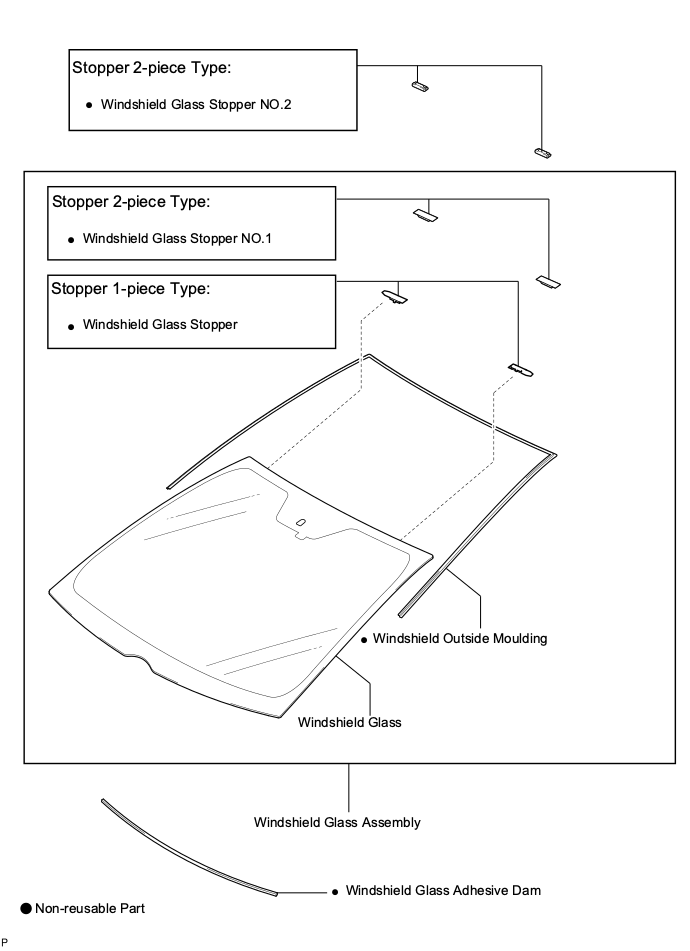 Stopper 2-piece Type:
● Windshield Glass Stopper NO.2
Stopper 2-piece Type:
● Windshield Glass Stopper NO.1
Stopper 1-piece Type:
● Windshield Glass Stopper
● Windshield Outside Moulding
Windshield Glass
Windshield Glass Assembly
● Windshield Glass Adhesive Dam
● Non-reusable Part
P